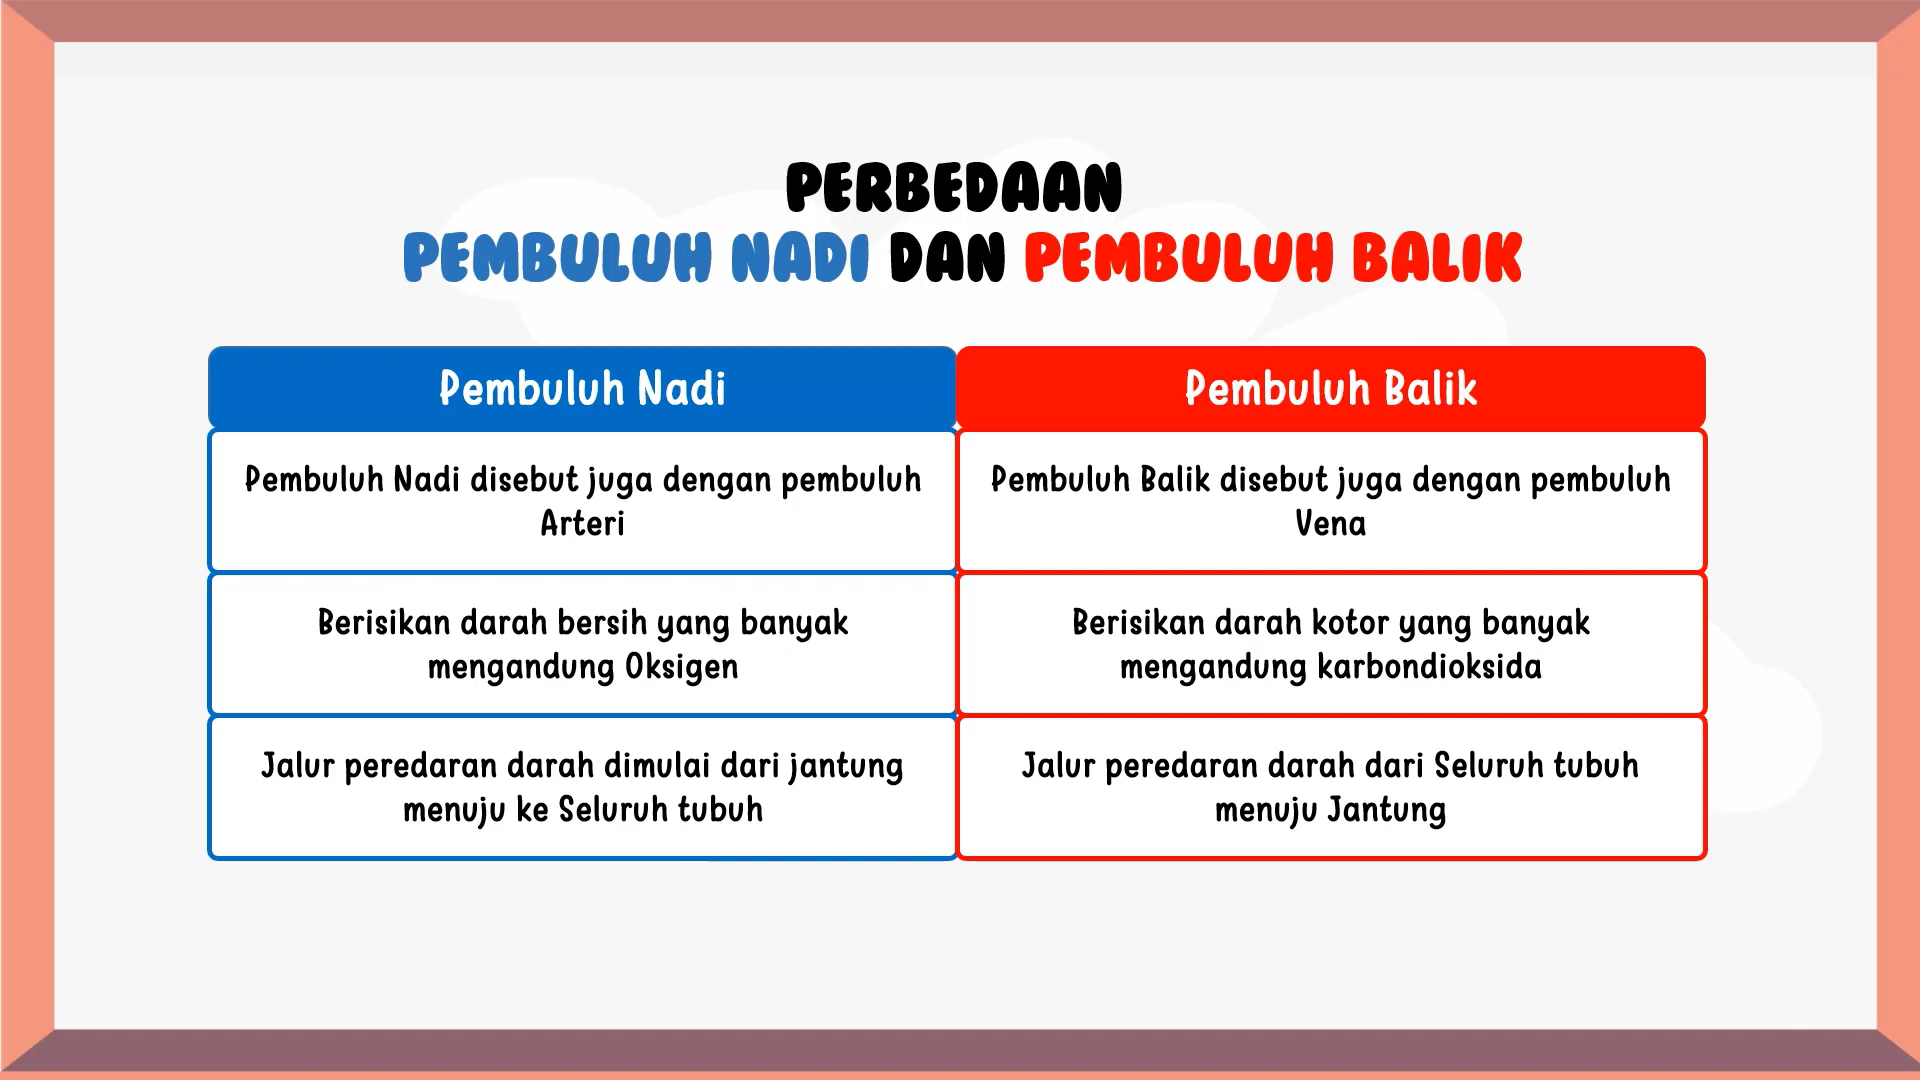 PERBEDAAN
PEMBULUH NADI DAN PEMBULUH BALIK
Pembuluh Nadi
Pembuluh Balik
Pembuluh Nadi disebut juga dengan pembuluh
Arteri
Pembuluh Balik disebut juga dengan pembuluh
Vena
Berisikan darah bersih yang banyak
mengandung Oksigen
Berisikan darah kotor yang banyak
mengandung karbondioksida
Jalur peredaran darah dimulai dari jantung
menuju ke Seluruh tubuh
Jalur peredaran darah dari Seluruh tubuh
menuju Jantung